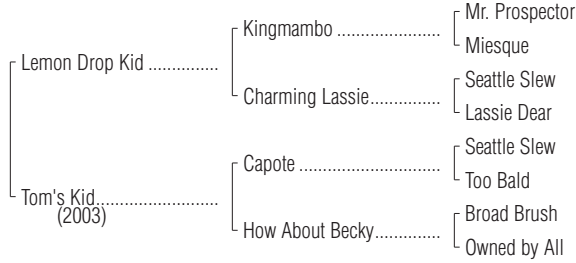 Mr. Prospector
Kingmambo ....................
Miesque
Lemon Drop Kid ..............
Seattle Slew
Charming Lassie..............
Lassie Dear
Seattle Slew
Capote ...........................
Too Bald
Tom's Kid........................
(2003)
Broad Brush
How About Becky.............
Owned by All